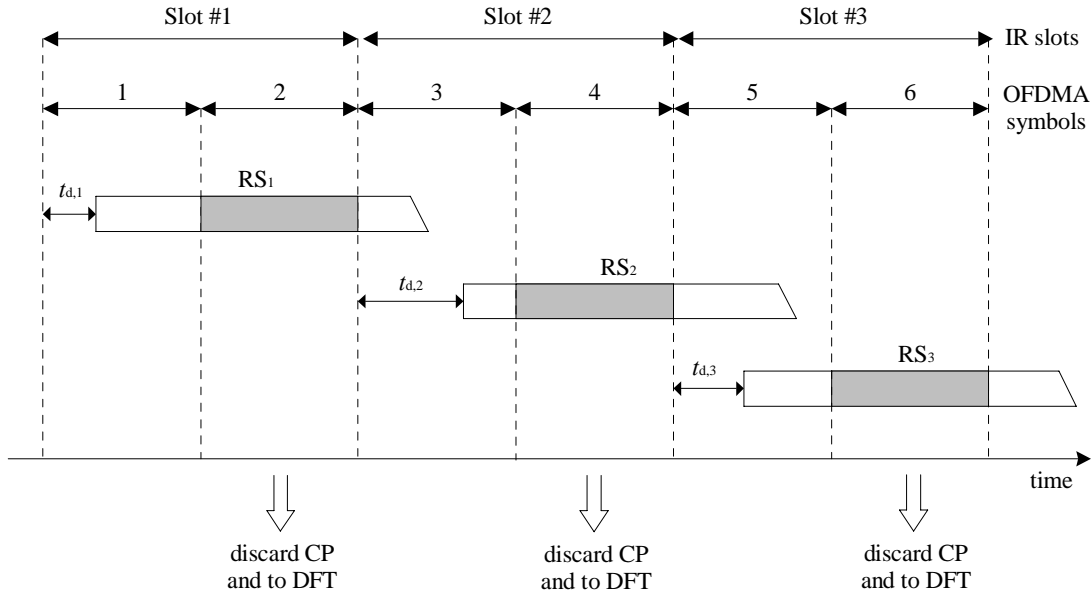 Slot #1
Slot #2
Slot #3
IR slots
1
2
3
4
5
6
OFDMA
symbols
RS1
td,1
RS2
td,2
RS3
td,3
time
discard CP
and to DFT
discard CP
and to DFT
discard CP
and to DFT